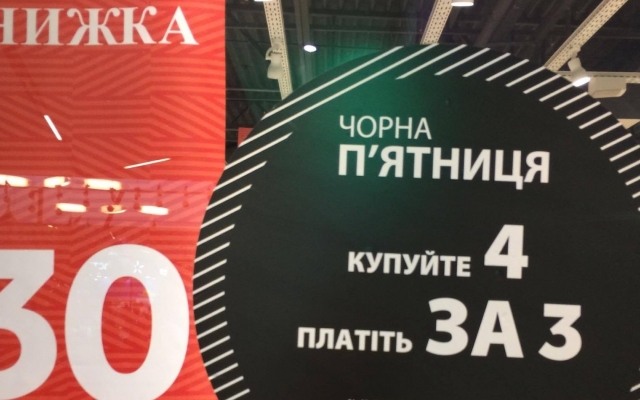 НИЖКА
30
ЧОРНА
П'ЯТНИЦЯ
КУПУЙТЕ 4
ПЛАТІТЬ ЗА 3